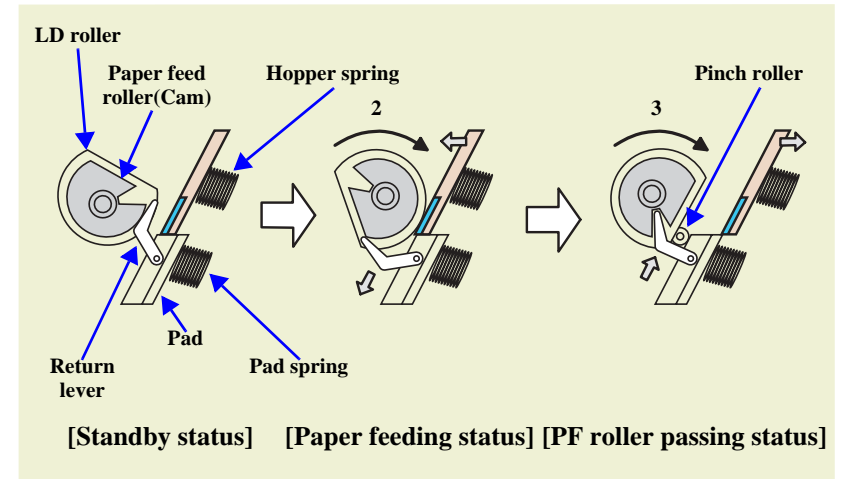 LD roller
Paper feed
roller(Cam)
Hopper spring
2
3
Pinch roller
Pad
Return
lever
Pad spring
[Standby status]
[Paper feeding status]
[PF roller passing status]